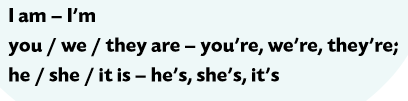 I am – I'm
you / we / they are – you're, we're, they're;
he / she / it is – he's, she's, it's